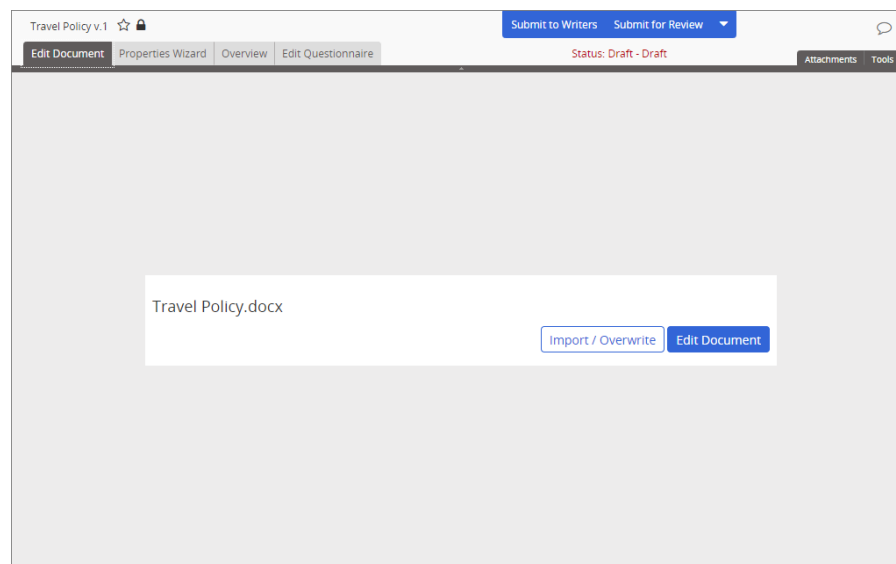 Travel Policy v.1
Submit to Writers Submit for Review
Edit Document Properties Wizard Overview Edit Questionnaire
Status: Draft - Draft
Attachments Tools
Travel Policy.docx
Import / Overwrite Edit Document